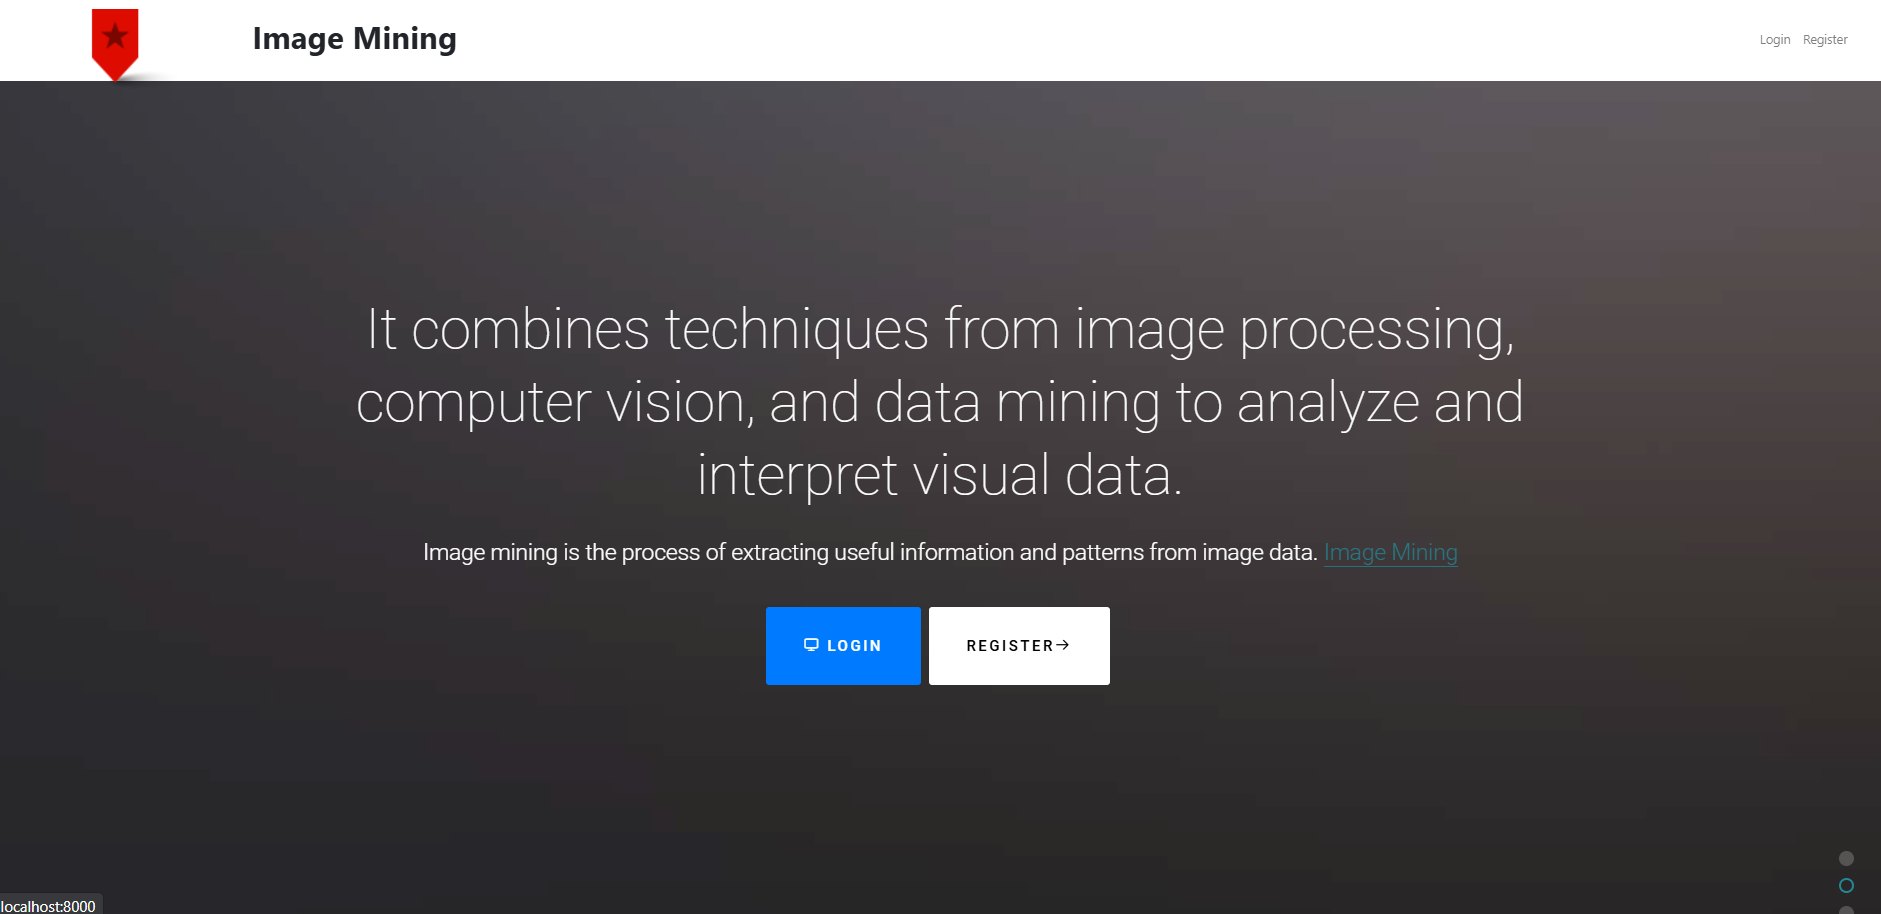 Image Mining
Login Register
It combines techniques from image processing,
computer vision, and data mining to analyze and
interpret visual data.
Image mining is the process of extracting useful information and patterns from image data. Image Mining
LOGIN
REGISTER→
localhost:8000